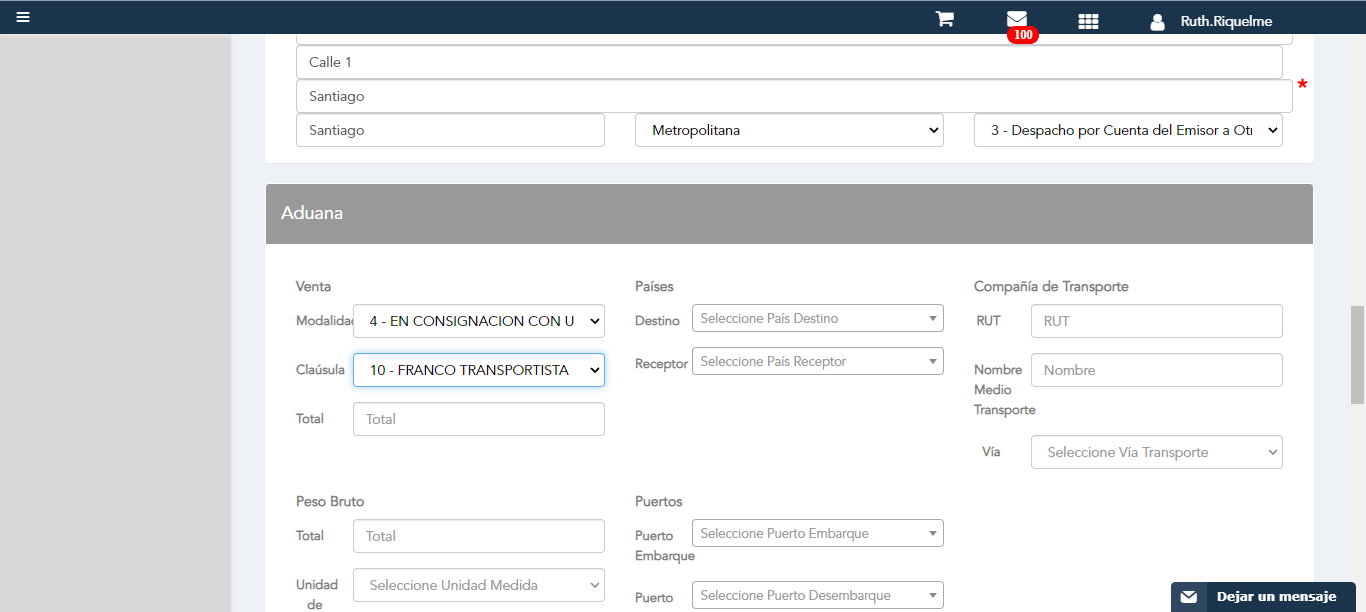 Ruth.Riquelme
100
Calle 1
Santiago
*
Santiago
Metropolitana
3 - Despacho por Cuenta del Emisor a Otr
Aduana
Venta
Países
Compañía de Transporte
Modalidad
4 - EN CONSIGNACION CON U
Destino
Seleccione País Destino
RUT
RUT
Claúsula
10 - FRANCO TRANSPORTISTA
Receptor
Seleccione País Receptor
Nombre
Medio
Transporte
Nombre
Total
Total
Vía
Seleccione Vía Transporte
Peso Bruto
Puertos
Total
Total
Puerto
Embarque
Seleccione Puerto Embarque
Unidad
de
Seleccione Unidad Medida
Puerto
Seleccione Puerto Desembarque
Dejar un mensaje